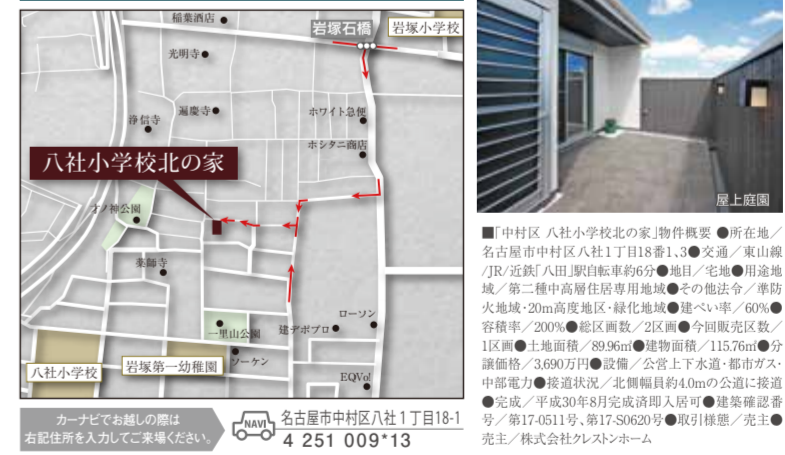 稲葉酒店
岩塚石橋
岩塚小学校
光明寺
遍慶寺
浄信寺
ホワイト急便
ホシタニ商店
八社小学校北の家
才ノ神公園
薬師寺
ローソン
一里山公園
建デポプロ
ソーケン
岩塚第一幼稚園
八社小学校
EQVo!
カーナビでお越しの際は
右記住所を入力してご来場ください。
NAVI
名古屋市中村区八社1丁目18-1
4 251 009*13
屋上庭園
■「中村区 八社小学校北の家」物件概要 ●所在地／
名古屋市中村区八社1丁目18番1、3●交通／東山線
/JR/近鉄「八田」駅自転車約6分●地目／宅地●用途地
域／第二種中高層住居専用地域●その他法令／準防
火地域・20m高度地区・緑化地域●建ぺい率／60%●
容積率／200%●総区画数／2区画●今回販売区数／
1区画●土地面積／89.96㎡●建物面積／115.76㎡●分
譲価格／3,690万円●設備／公営上下水道・都市ガス・
中部電力●接道状況／北側幅員約4.0mの公道に接道
●完成／平成30年8月完成済即入居可●建築確認番
号／第17-0511号、第17-S0620号●取引様態／売主●
売主／株式会社クレストンホーム